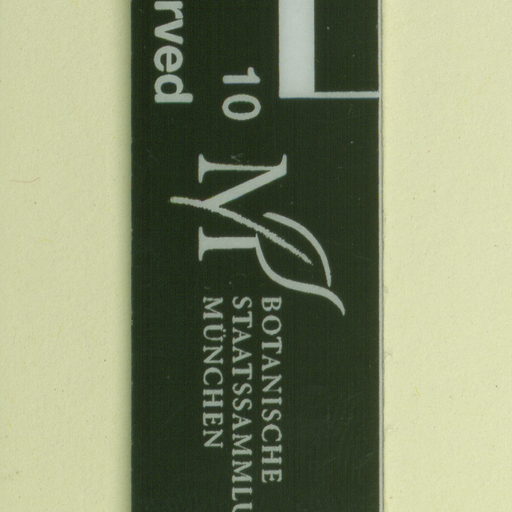 rved
10
BOTANISCHE
STAATSSAMMLU
MÜNCHEN